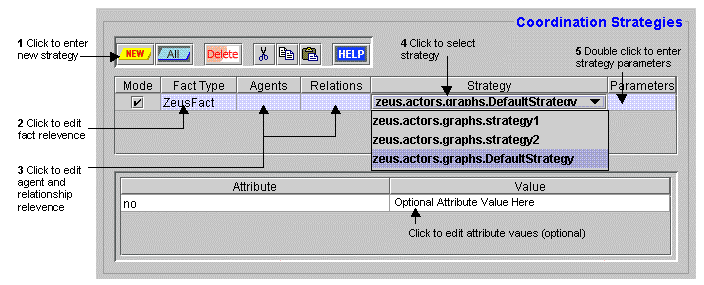 Coordination Strategies
1 Click to enter
new strategy
NEW All Delete HELP
4 Click to select
strategy
5 Double click to enter
strategy parameters
Mode Fact Type Agents Relations Strategy Parameters
ZeusFact zeus.actors.graphs.DefaultStrategy
zeus.actors.graphs.strategy1
zeus.actors.graphs.strategy2
zeus.actors.graphs.DefaultStrategy
2 Click to edit
fact relevence
3 Click to edit
agent and
relationship
relevence
Attribute Value
no Optional Attribute Value Here
Click to edit attribute vaues (optional)